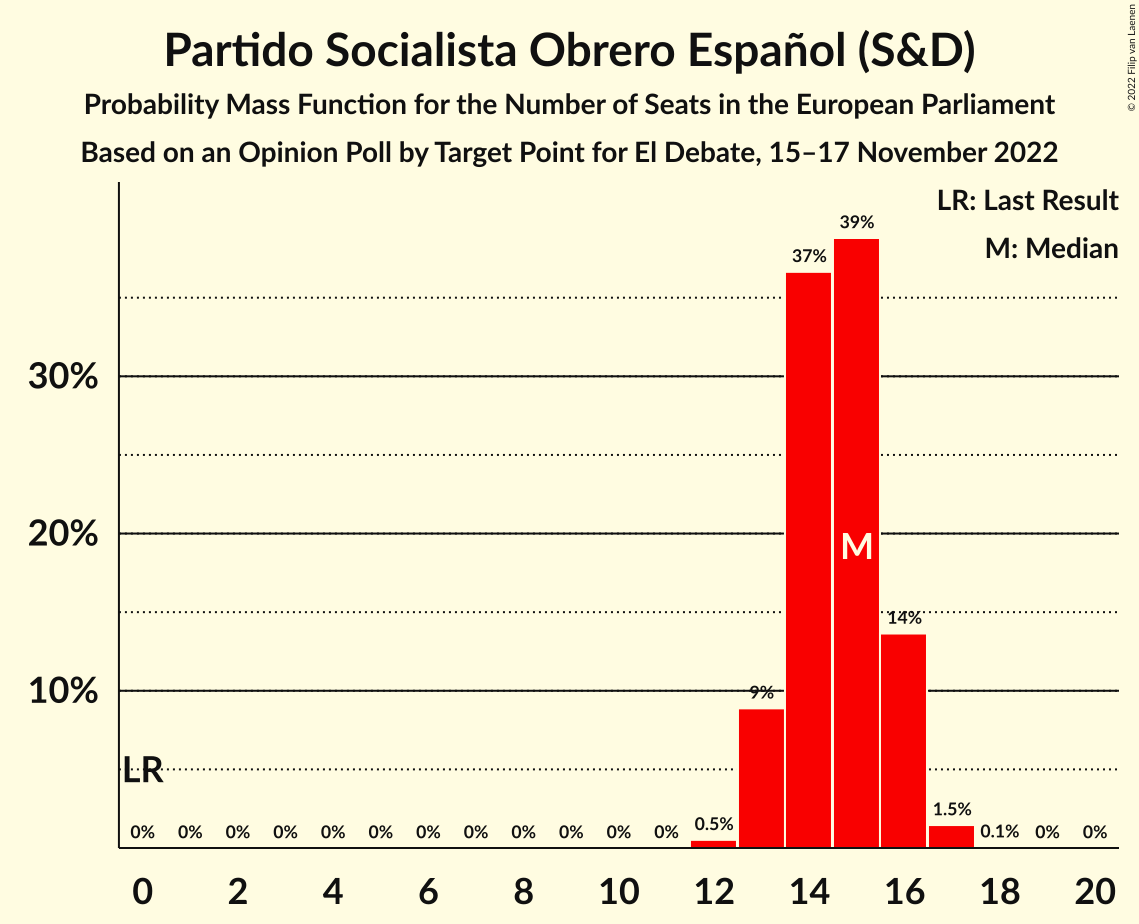 Partido Socialista Obrero Español (S&D)
Probability Mass Function for the Number of Seats in the European Parliament
Based on an Opinion Poll by Target Point for El Debate, 15–17 November 2022
© 2022 Filip van Laenen
LR: Last Result
M: Median
39%
37%
30%
20%
M
14%
10%
9%
LR
0% 0% 0% 0% 0% 0% 0% 0% 0% 0% 0% 0% 0.5% 1.5% 0.1% 0% 0%
0 2 4 6 8 10 12 14 16 18 20